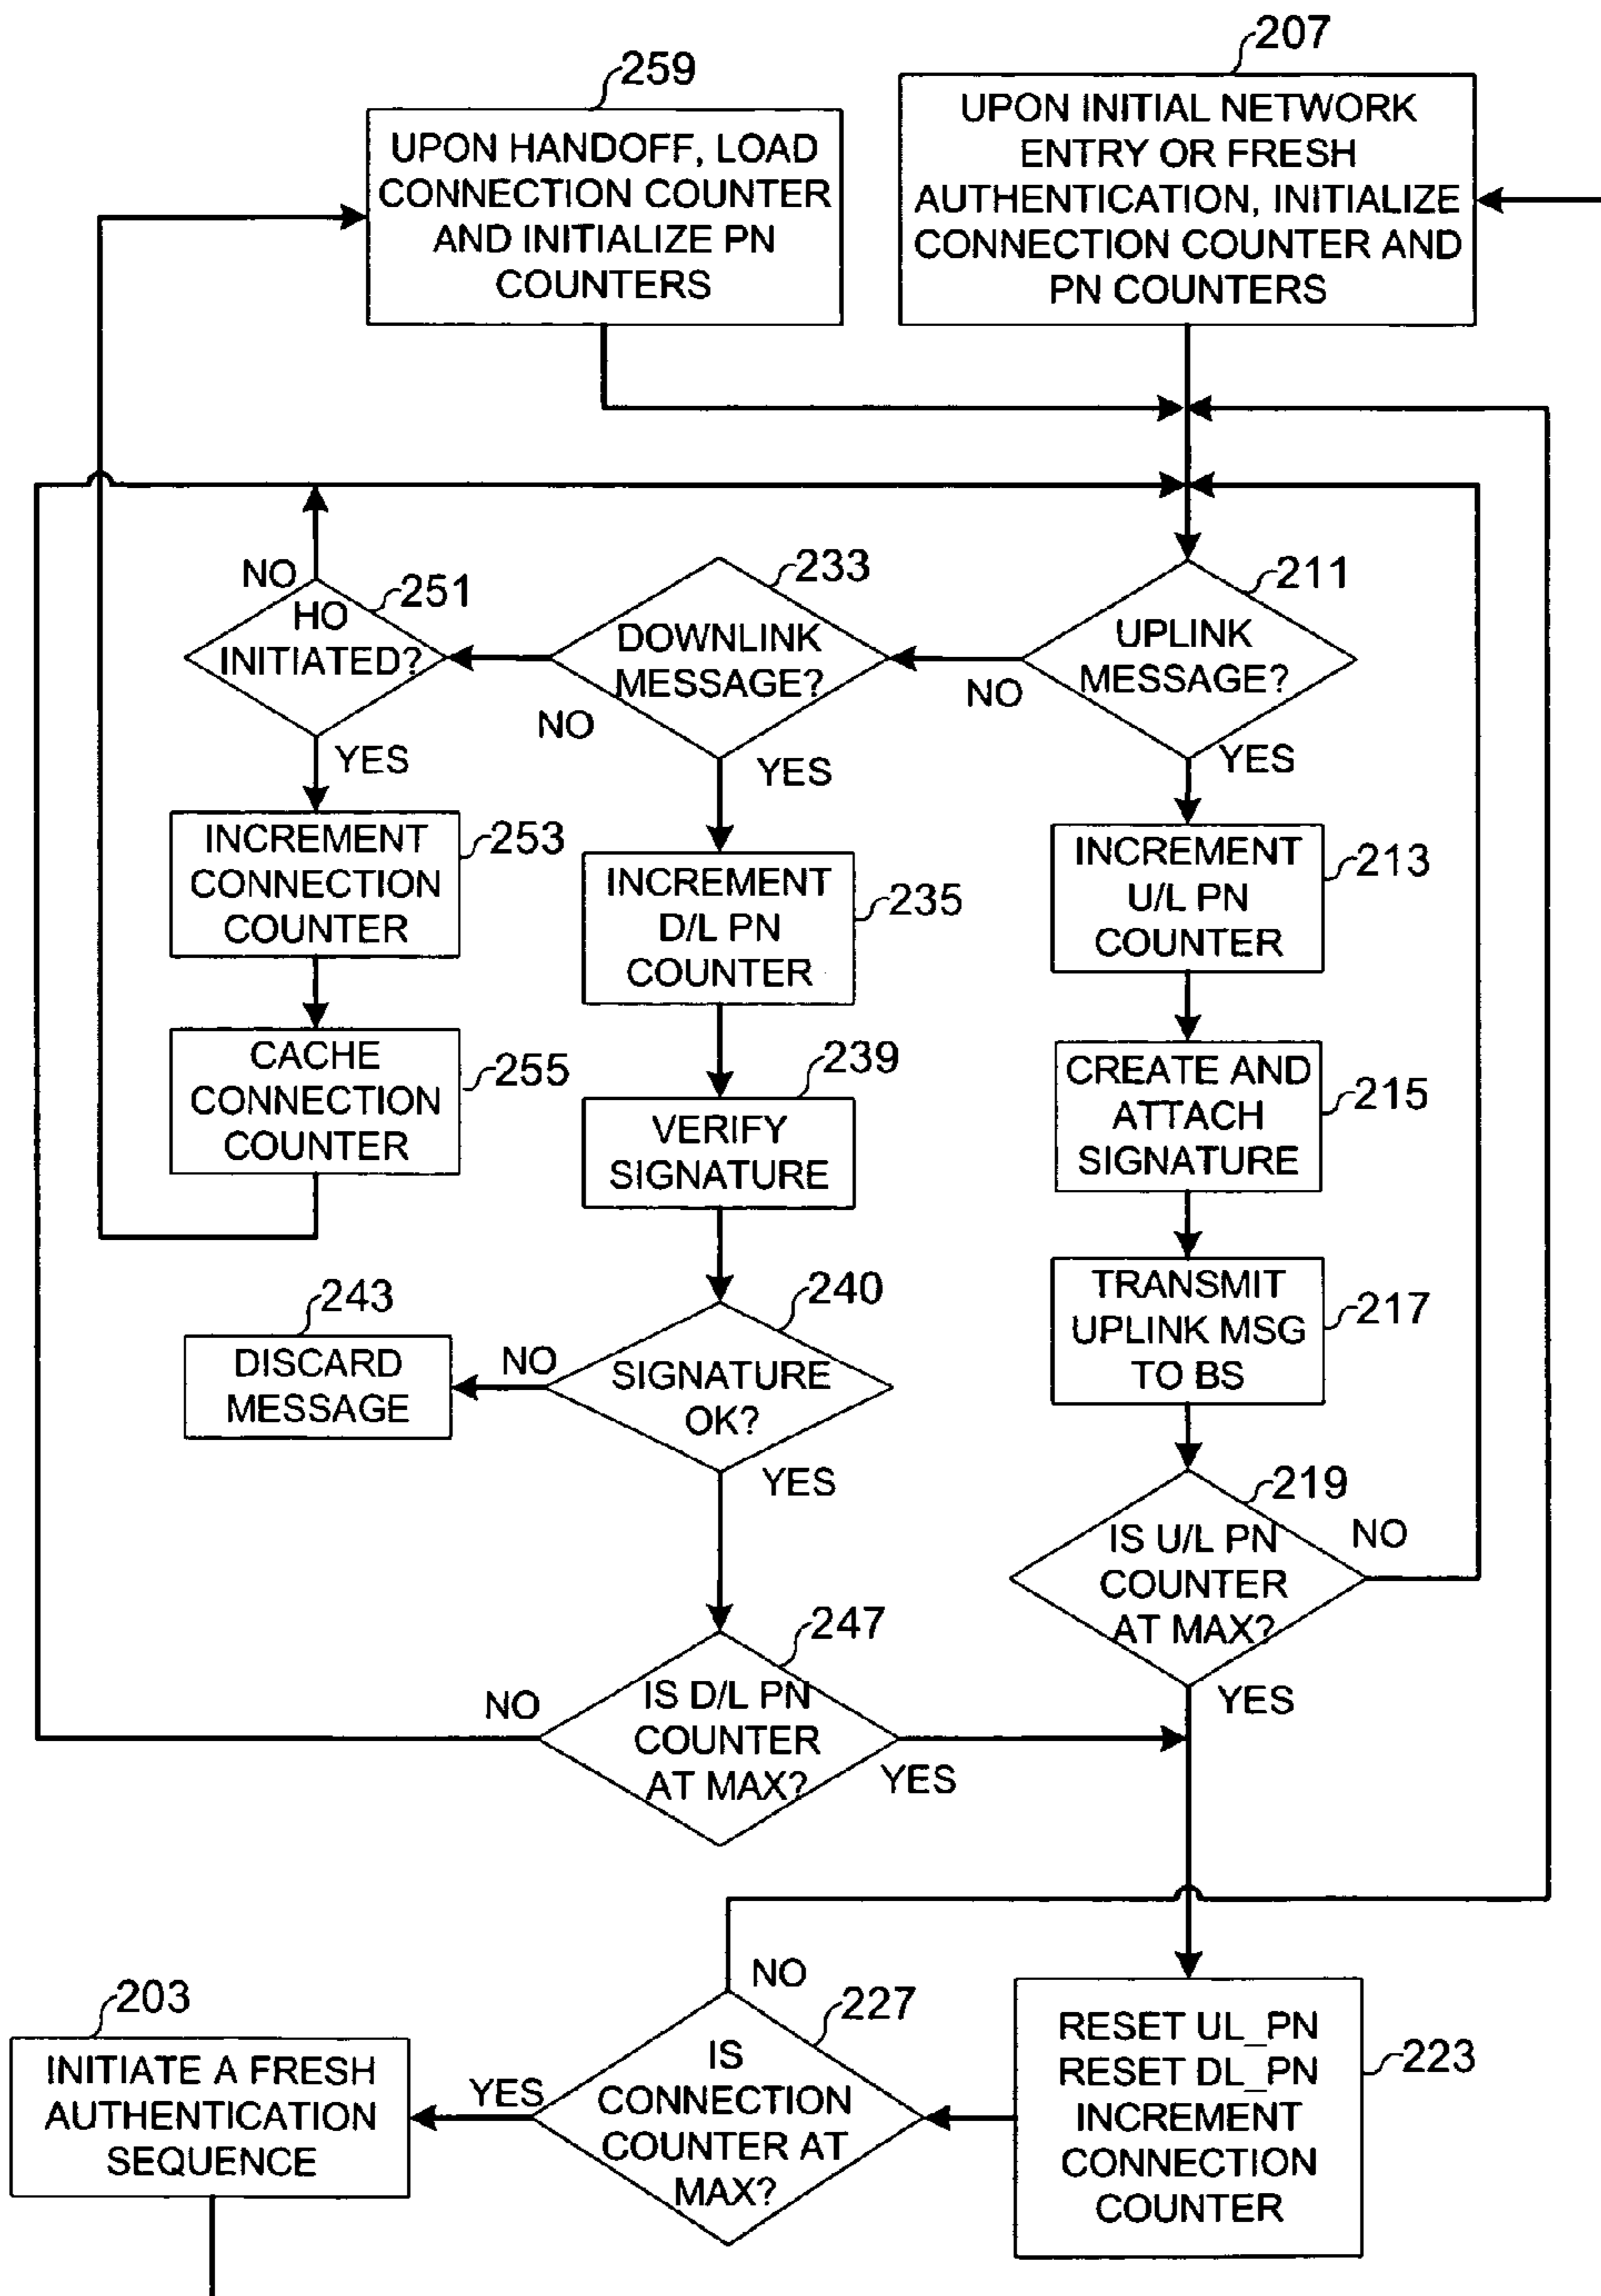 207
259
UPON INITIAL NETWORK
ENTRY OR FRESH
AUTHENTICATION, INITIALIZE
CONNECTION COUNTER AND
PN COUNTERS
UPON HANDOFF, LOAD
CONNECTION COUNTER
AND INITIALIZE PN
COUNTERS
NO
251
HO
INITIATED?
YES
233
DOWNLINK
MESSAGE?
NO
YES
211
UPLINK
MESSAGE?
NO
YES
INCREMENT
CONNECTION
COUNTER
253
INCREMENT
D/L PN
COUNTER
235
INCREMENT
U/L PN
COUNTER
213
CACHE
CONNECTION
COUNTER
255
239
VERIFY
SIGNATURE
CREATE AND
ATTACH
SIGNATURE
215
243
DISCARD
MESSAGE
NO
240
SIGNATURE
OK?
YES
TRANSMIT
UPLINK MSG
TO BS
217
219
IS U/L PN
COUNTER
AT MAX?
NO
YES
247
NO
IS D/L PN
COUNTER
AT MAX?
YES
203
INITIATE A FRESH
AUTHENTICATION
SEQUENCE
YES
NO
227
IS
CONNECTION
COUNTER AT
MAX?
RESET UL_PN
RESET DL_PN
INCREMENT
CONNECTION
COUNTER
223